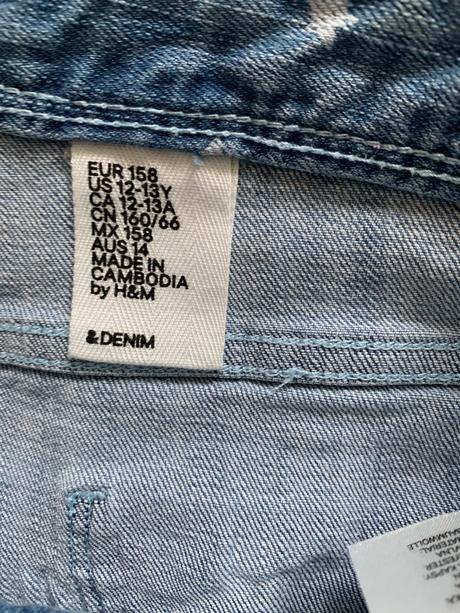 EUR 158
US 12-13Y
CA 12-13A
CN 160/66
MX 158
AUS 14
MADE IN
CAMBODIA
by H&M
&DENIM